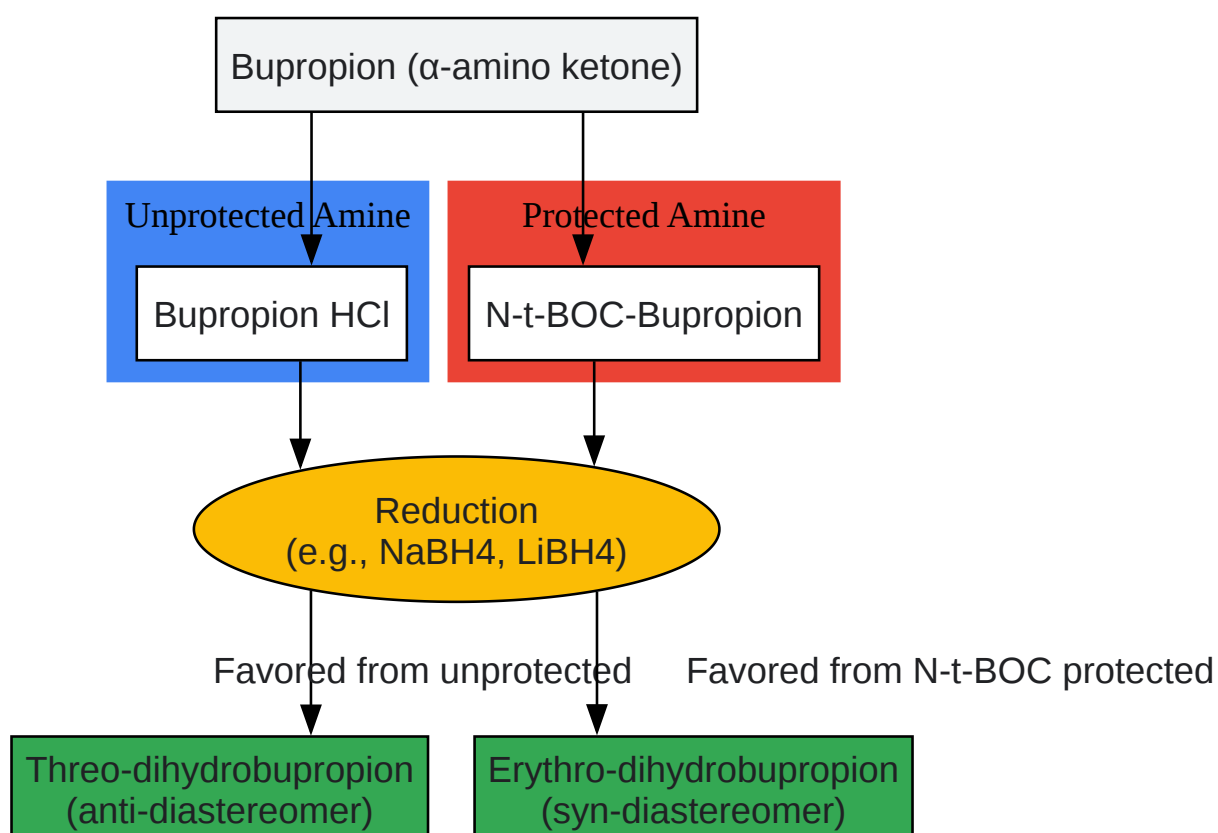 Bupropion (α-amino ketone)
Unprotected Amine
Protected Amine
Bupropion HCl
N-t-BOC-Bupropion
Reduction
(e.g., NaBH4, LiBH4)
Favored from unprotected
Favored from N-t-BOC protected
Threo-dihydrobupropion
(anti-diastereomer)
Erythro-dihydrobupropion
(syn-diastereomer)